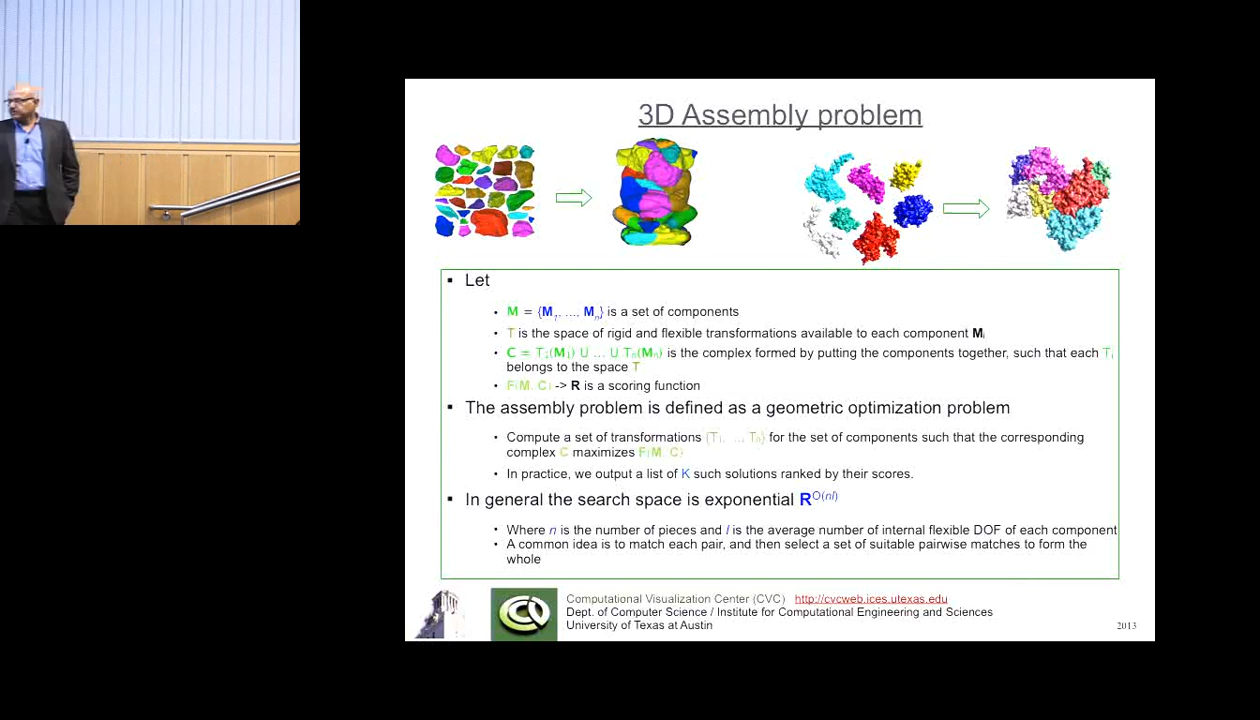 3D Assembly problem
▪ Let
• M = {M1, ..., Mn} is a set of components
• T is the space of rigid and flexible transformations available to each component Mi
• C = T1(M1) U ... U Tn(Mn) is the complex formed by putting the components together, such that each Ti
belongs to the space T
• F(M, C) -> R is a scoring function
▪ The assembly problem is defined as a geometric optimization problem
• Compute a set of transformations {T1, ..., Tn} for the set of components such that the corresponding
complex C maximizes F(M, C)
• In practice, we output a list of K such solutions ranked by their scores.
▪ In general the search space is exponential R^O(nl)
• Where n is the number of pieces and l is the average number of internal flexible DOF of each component
• A common idea is to match each pair, and then select a set of suitable pairwise matches to form the
whole
Computational Visualization Center (CVC) http://cvcweb.ices.utexas.edu
Dept. of Computer Science / Institute for Computational Engineering and Sciences
University of Texas at Austin
2013